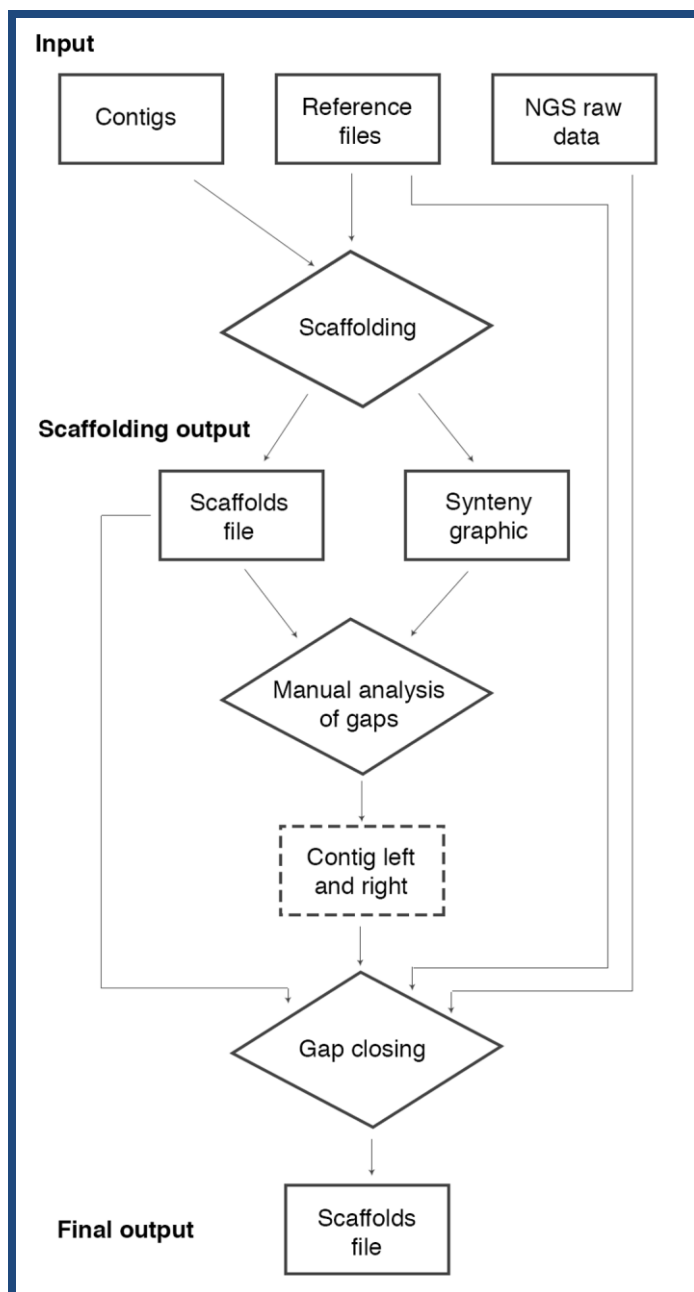 Input
Contigs
Reference
files
NGS raw
data
Scaffolding
Scaffolding output
Scaffolds
file
Synteny
graphic
Manual analysis
of gaps
Contig left
and right
Gap closing
Final output
Scaffolds
file